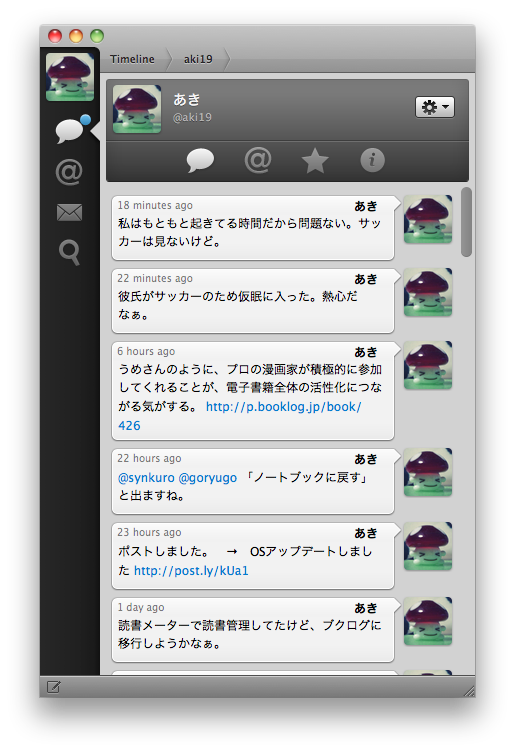 Timeline
aki19
あき
@aki19
18 minutes ago
あき
私はもともと起きてる時間だから問題ない。サッ
カーは見ないけど。
22 minutes ago
あき
彼氏がサッカーのため仮眠に入った。熱心だ
なぁ。
6 hours ago
あき
うめさんのように、プロの漫画家が積極的に参加
してくれることが、電子書籍全体の活性化につな
がる気がする。 http://p.booklog.jp/book/
426
22 hours ago
あき
@synkuro @goryugo 「ノートブックに戻す」
と出ますね。
23 hours ago
あき
ポストしました。　→　OSアップデートしまし
た http://post.ly/kUa1
1 day ago
あき
読書メーターで読書管理してたけど、ブクログに
移行しようかなぁ。